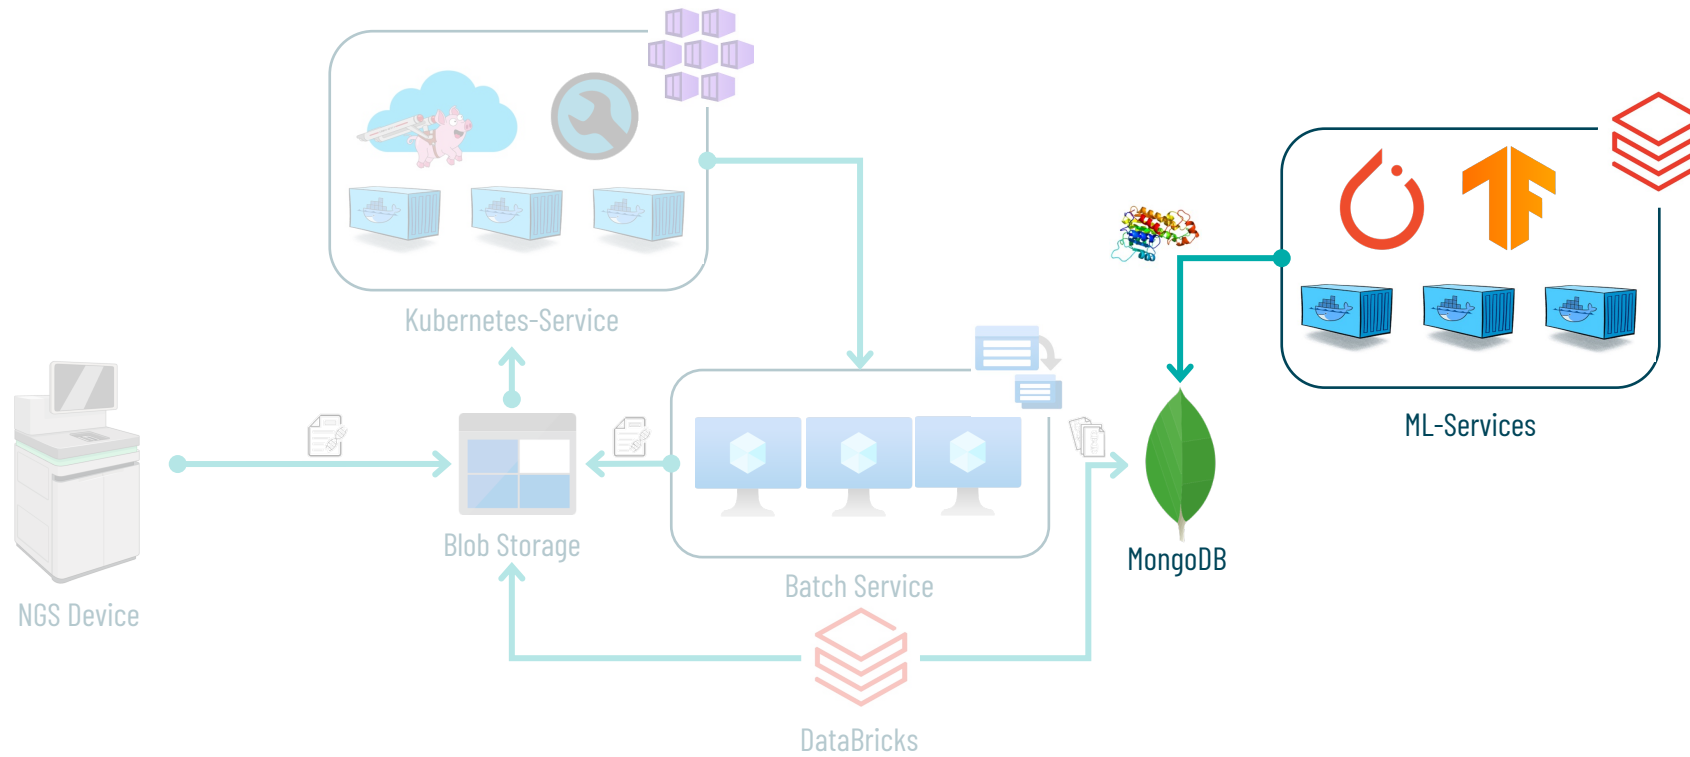 Kubernetes-Service
ML-Services
Blob Storage
MongoDB
Batch Service
NGS Device
DataBricks